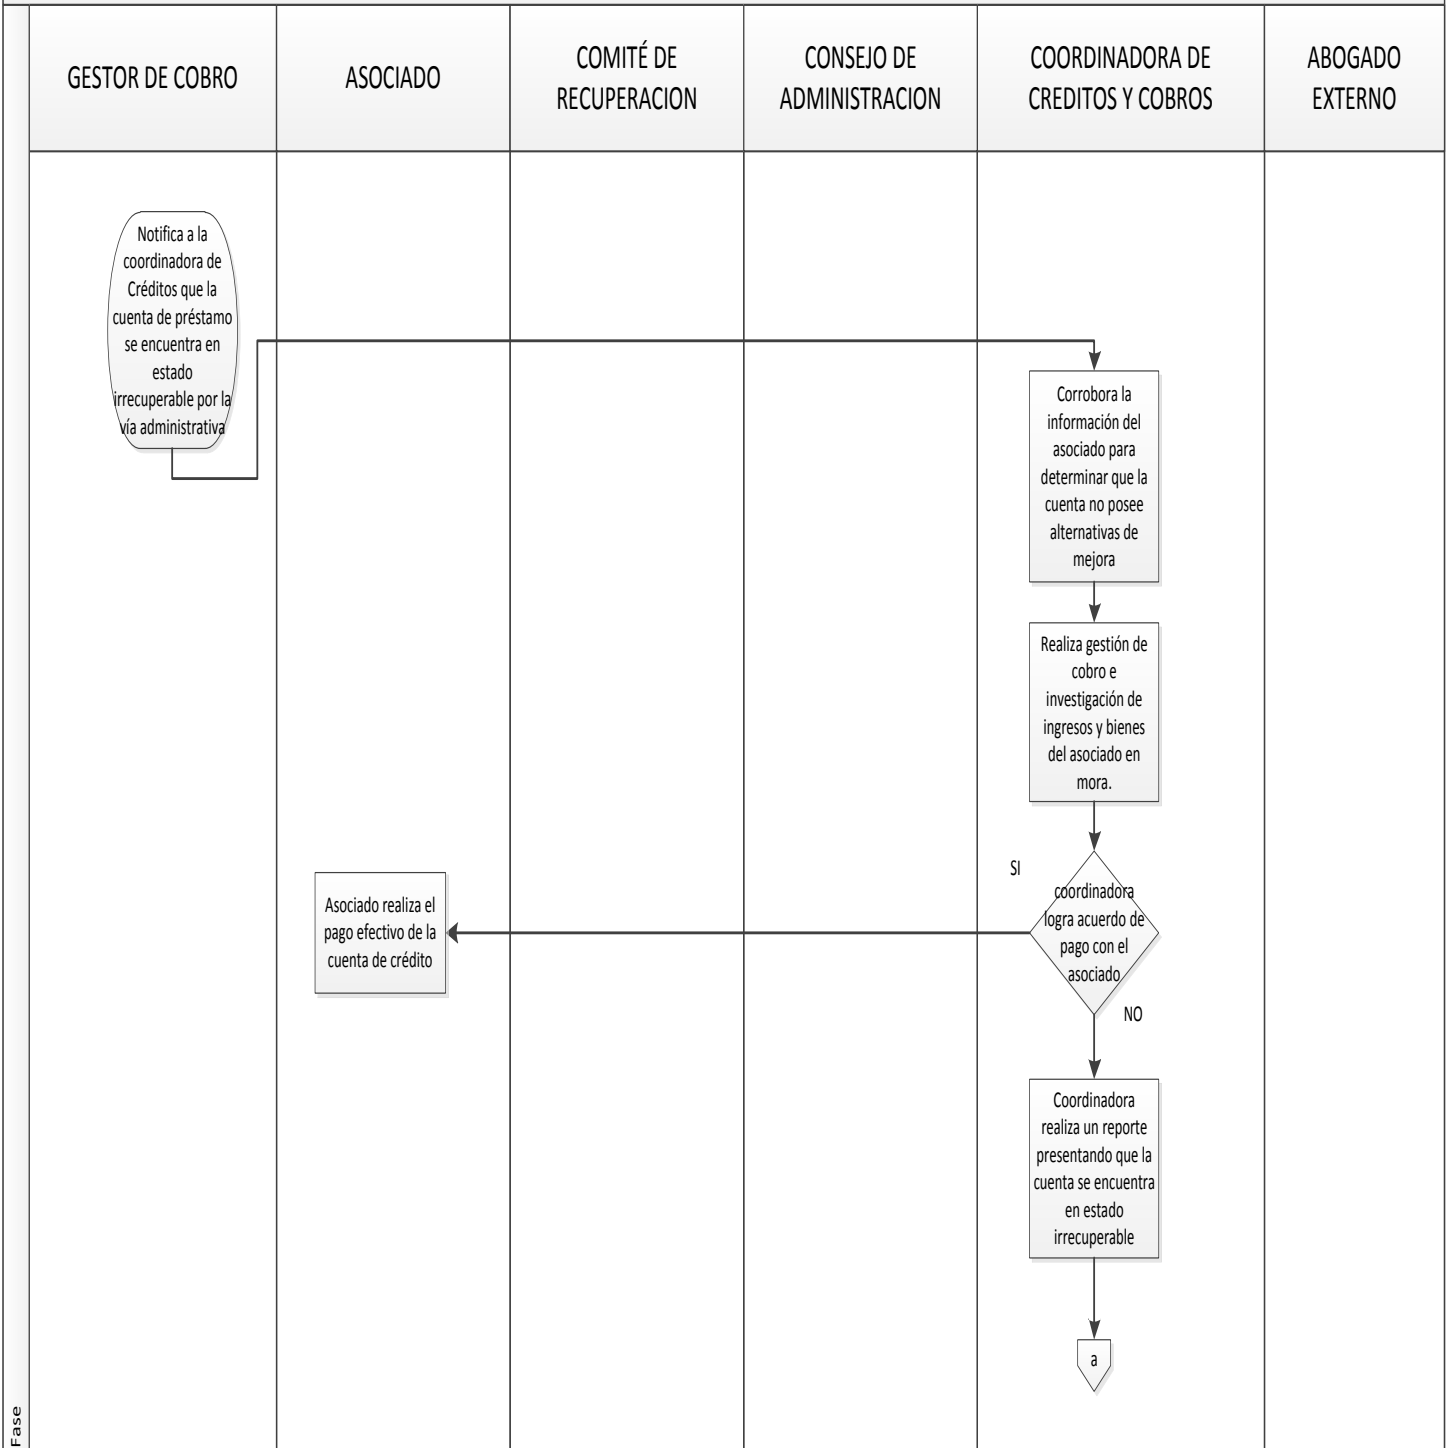 GESTOR DE COBRO
ASOCIADO
COMITÉ DE
RECUPERACION
CONSEJO DE
ADMINISTRACION
COORDINADORA DE
CREDITOS Y COBROS
ABOGADO
EXTERNO
Notifica a la
coordinadora de
Créditos que la
cuenta de préstamo
se encuentra en
estado
irrecuperable por la
vía administrativa
Corrobora la
información del
asociado para
determinar que la
cuenta no posee
alternativas de
mejora
Realiza gestión de
cobro e
investigación de
ingresos y bienes
del asociado en
mora.
SI
coordinadora
logra acuerdo de
pago con el
asociado
Asociado realiza el
pago efectivo de la
cuenta de crédito
NO
Coordinadora
realiza un reporte
presentando que la
cuenta se encuentra
en estado
irrecuperable
a
Fase